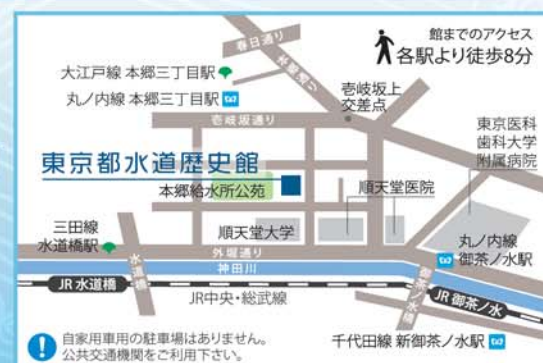 館までのアクセス
各駅より徒歩8分
春日通り
本郷通り
大江戸線 本郷三丁目駅
丸ノ内線 本郷三丁目駅
壱岐坂上
交差点
壱岐坂通り
東京医科
歯科大学
附属病院
東京都水道歴史館
本郷給水所公苑
順天堂医院
三田線
水道橋駅
順天堂大学
外堀通り
神田川
丸ノ内線
御茶ノ水駅
水道橋
御茶ノ水橋
JR 水道橋
JR中央・総武線
JR 御茶ノ水
自家用車用の駐車場はありません。
公共交通機関をご利用下さい。
千代田線 新御茶ノ水駅